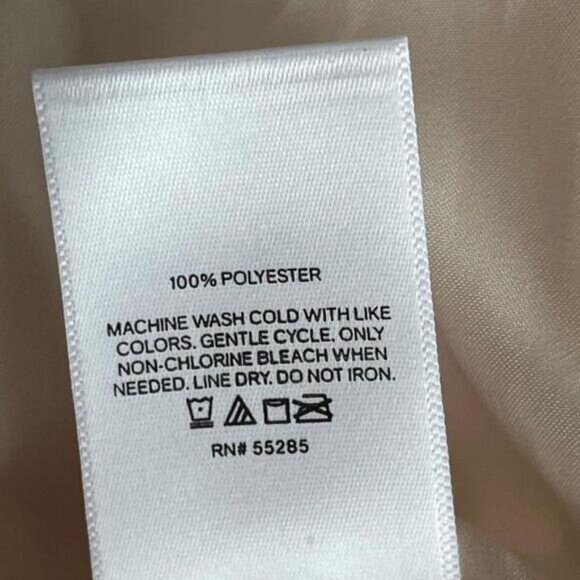 100% POLYESTER
MACHINE WASH COLD WITH LIKE
COLORS. GENTLE CYCLE. ONLY
NON-CHLORINE BLEACH WHEN
NEEDED. LINE DRY. DO NOT IRON.
RN# 55285